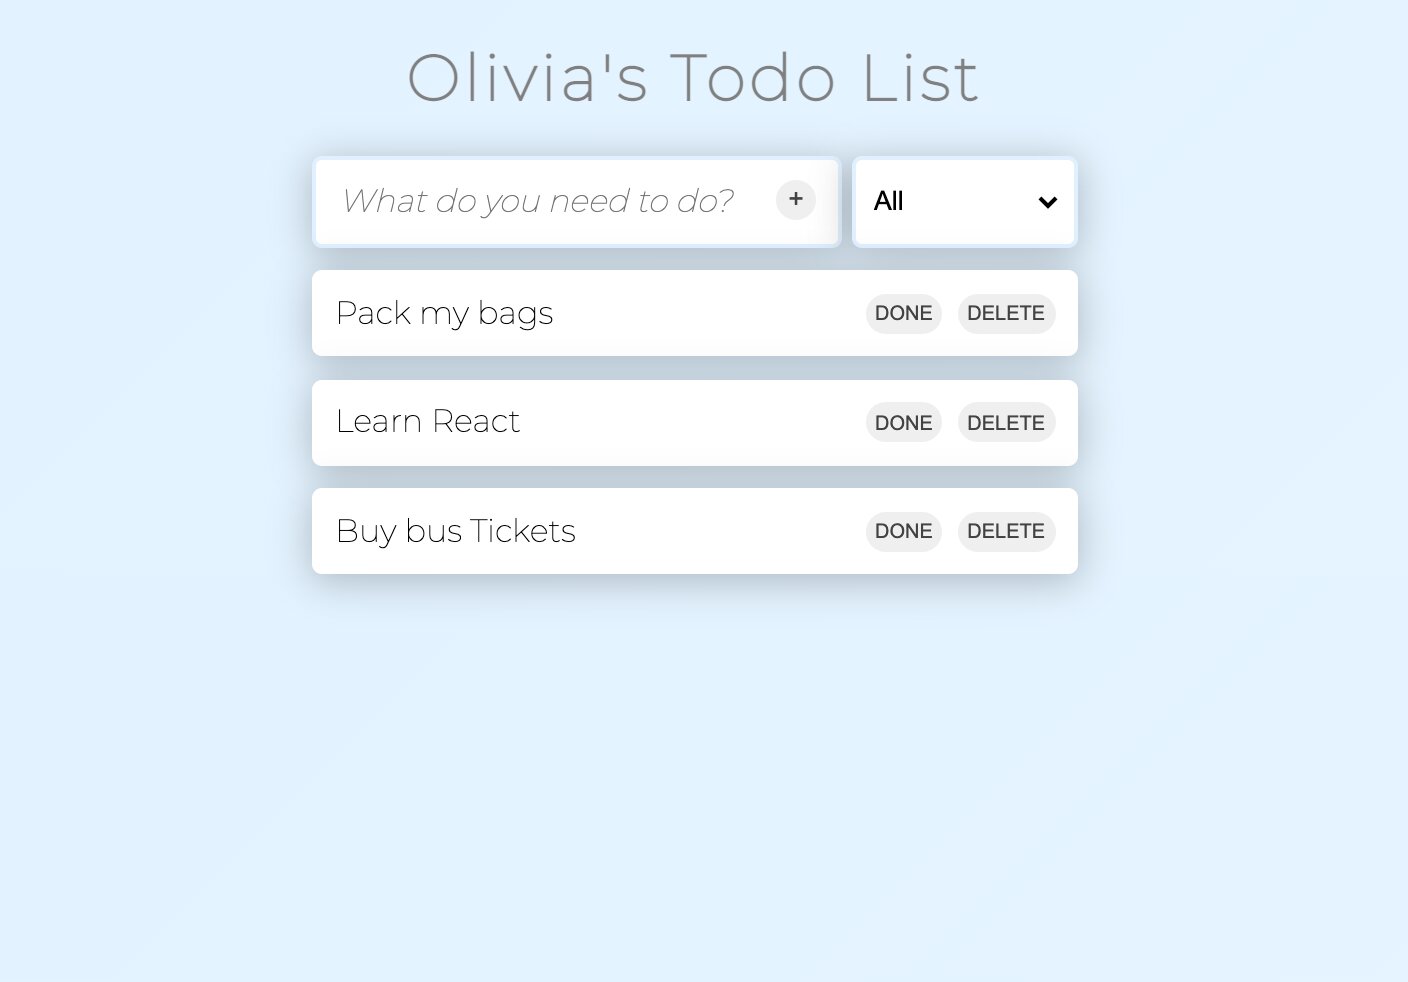 Olivia's Todo List
What do you need to do? + All
Pack my bags DONE DELETE
Learn React DONE DELETE
Buy bus Tickets DONE DELETE